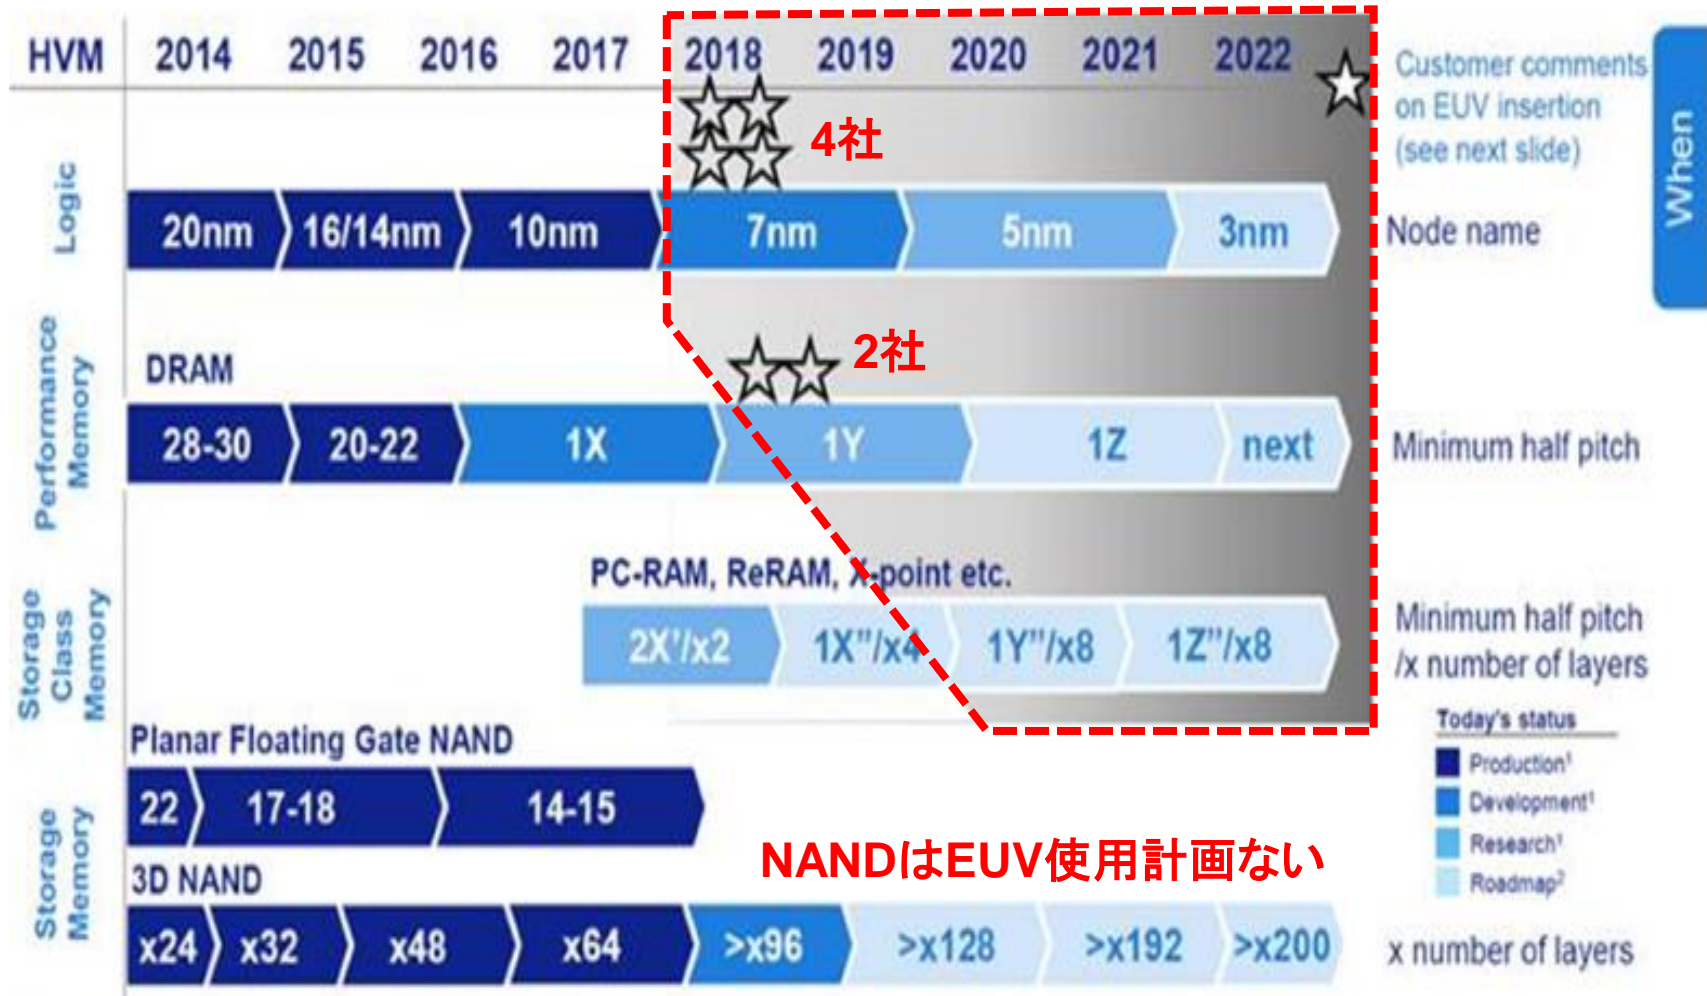 HVM 2014 2015 2016 2017 2018 2019 2020 2021 2022
Customer comments
on EUV insertion
(see next slide)
When
4社
Logic
20nm 16/14nm 10nm 7nm 5nm 3nm
Node name
Performance
Memory
DRAM
2社
28-30 20-22 1X 1Y 1Z next
Minimum half pitch
Storage
Class
Memory
PC-RAM, ReRAM, X-point etc.
2X'/x2 1X"/x4 1Y"/x8 1Z"/x8
Minimum half pitch
/x number of layers
Today's status
Production¹
Development¹
Research¹
Roadmap²
Storage
Memory
Planar Floating Gate NAND
22 17-18 14-15
NANDはEUV使用計画ない
3D NAND
x24 x32 x48 x64 >x96 >x128 >x192 >x200
x number of layers